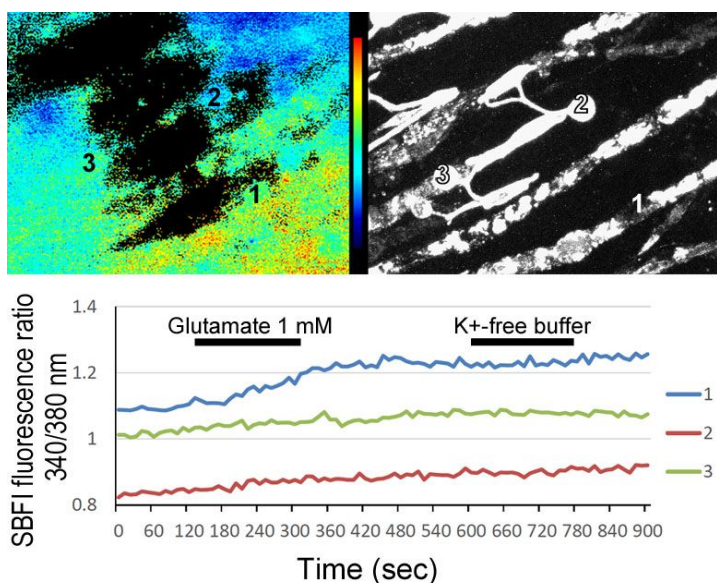 2
3
1
2
3
1
1.4
Glutamate 1 mM
K+-free buffer
1.2
1
0.8
SBFI fluorescence ratio
340/380 nm
0 60 120 180 240 300 360 420 480 540 600 660 720 780 840 900
Time (sec)
1
2
3